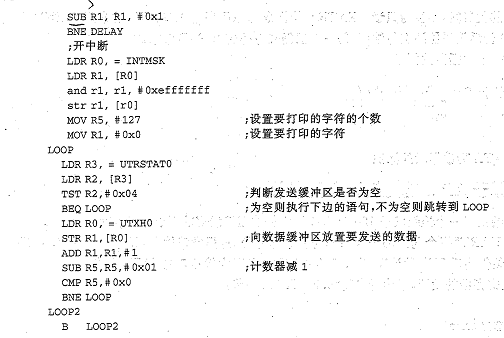 SUB R1, R1, #0x1
BNE DELAY
;开中断
LDR R0, = INTMSK
LDR R1, [R0]
and r1, r1, #0xefffffff
str r1, [r0]
MOV R5, #127 ;设置要打印的字符的个数
MOV R1, #0x0 ;设置要打印的字符
LOOP
LDR R3, = UTRSTAT0
LDR R2, [R3]
TST R2,#0x04 ;判断发送缓冲区是否为空
BEQ LOOP ;为空则执行下边的语句,不为空则跳转到 LOOP
LDR R0, = UTXH0
STR R1,[R0] ;向数据缓冲区放置要发送的数据
ADD R1,R1,#1
SUB R5,R5,#0x01 ;计数器减 1
CMP R5,#0x0
BNE LOOP
LOOP2
B LOOP2